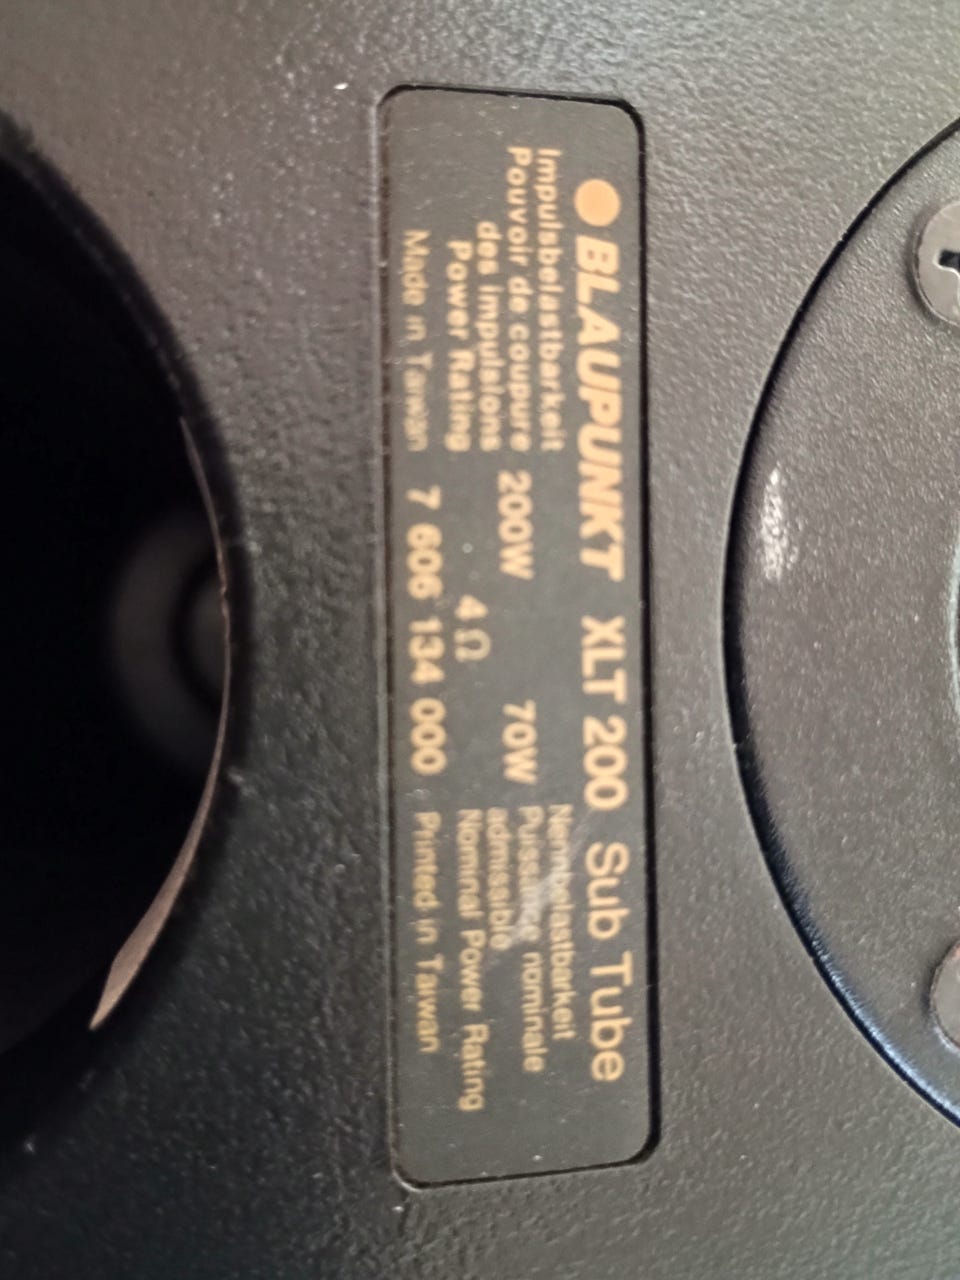 BLAUPUNKT XLT 200 Sub Tube
Impulsbelastbarkeit
Pouvoir de coupure
des impulsions
Power Rating
200W
4 Ω
70W
Nennbelastbarkeit
Puissance nominale
admissible
Nominal Power Rating
Made in Taiwan 7 606 134 000 Printed in Taiwan